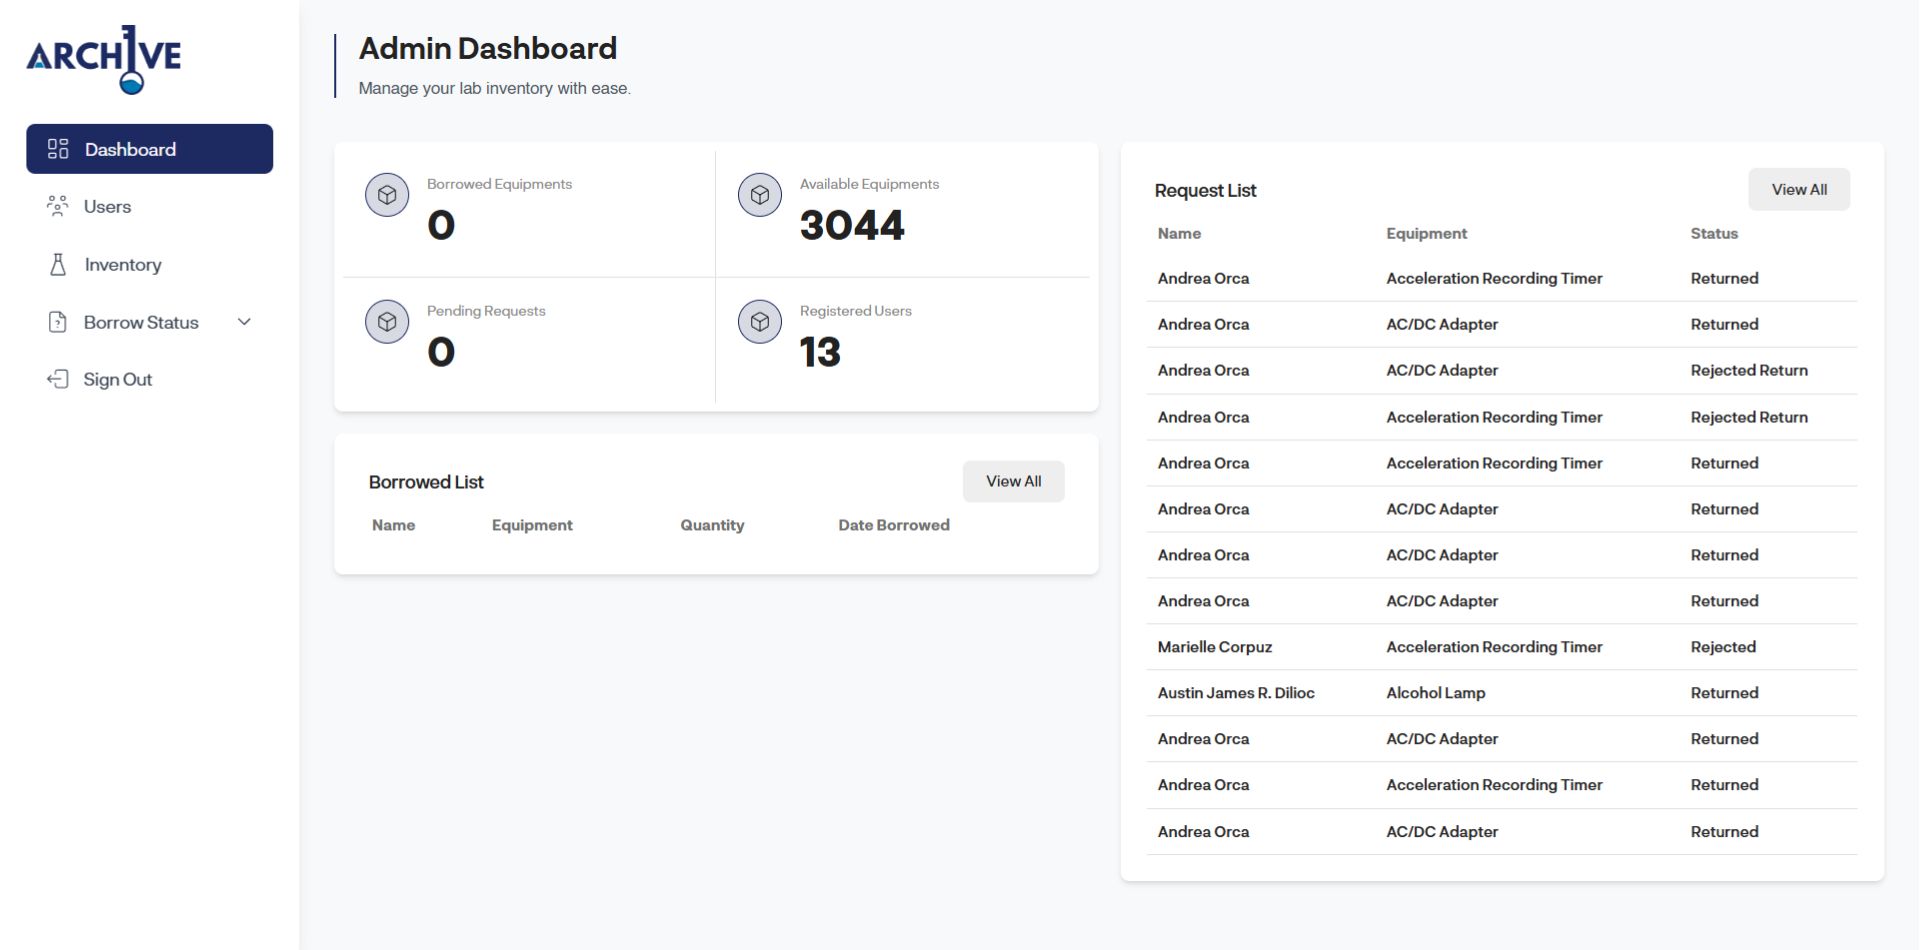 ARCH1VE
Dashboard
Users
Inventory
Borrow Status
Sign Out
Admin Dashboard
Manage your lab inventory with ease.
Borrowed Equipments
0
Available Equipments
3044
Pending Requests
0
Registered Users
13
Borrowed List
View All
Name Equipment Quantity Date Borrowed
Request List
View All
Name Equipment Status
Andrea Orca Acceleration Recording Timer Returned
Andrea Orca AC/DC Adapter Returned
Andrea Orca AC/DC Adapter Rejected Return
Andrea Orca Acceleration Recording Timer Rejected Return
Andrea Orca Acceleration Recording Timer Returned
Andrea Orca AC/DC Adapter Returned
Andrea Orca AC/DC Adapter Returned
Andrea Orca AC/DC Adapter Returned
Marielle Corpuz Acceleration Recording Timer Rejected
Austin James R. Dilioc Alcohol Lamp Returned
Andrea Orca AC/DC Adapter Returned
Andrea Orca Acceleration Recording Timer Returned
Andrea Orca AC/DC Adapter Returned